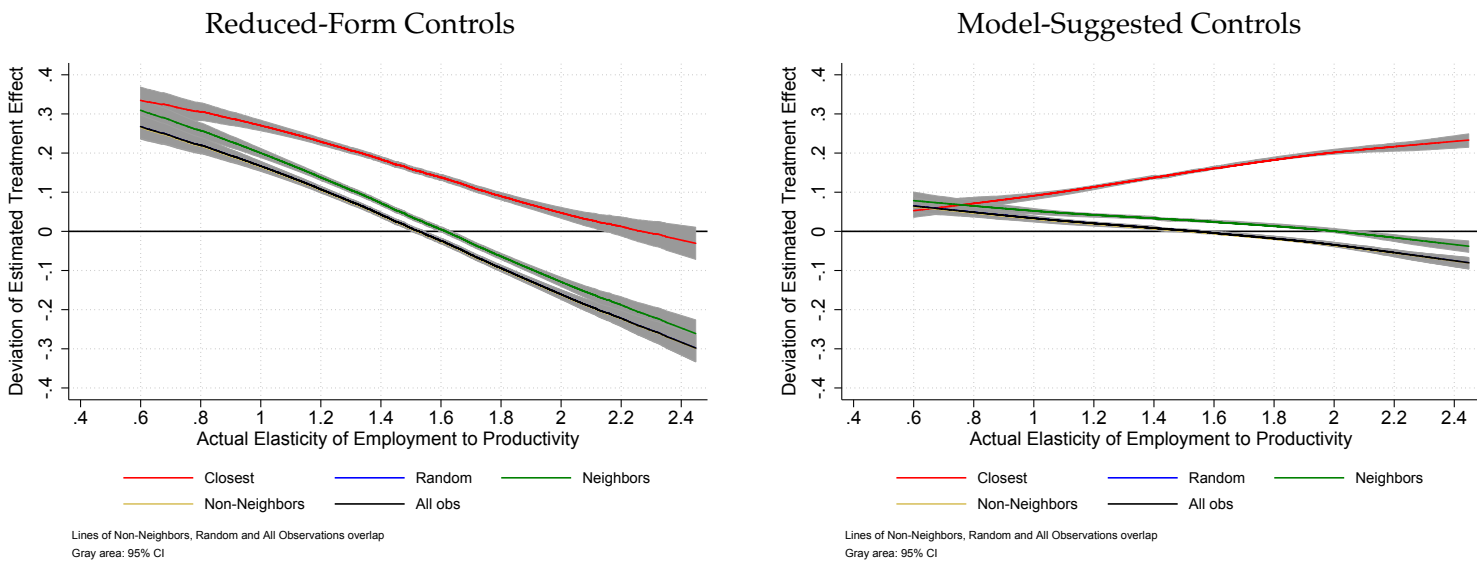 Reduced-Form Controls
Deviation of Estimated Treatment Effect
.4
.3
.2
.1
0
-.1
-.2
-.3
-.4
.4 .6 .8 1 1.2 1.4 1.6 1.8 2 2.2 2.4
Actual Elasticity of Employment to Productivity
Closest Random Neighbors
Non-Neighbors All obs
Lines of Non-Neighbors, Random and All Observations overlap
Gray area: 95% CI
Model-Suggested Controls
Deviation of Estimated Treatment Effect
.4
.3
.2
.1
0
-.1
-.2
-.3
-.4
.4 .6 .8 1 1.2 1.4 1.6 1.8 2 2.2 2.4
Actual Elasticity of Employment to Productivity
Closest Random Neighbors
Non-Neighbors All obs
Lines of Non-Neighbors, Random and All Observations overlap
Gray area: 95% CI